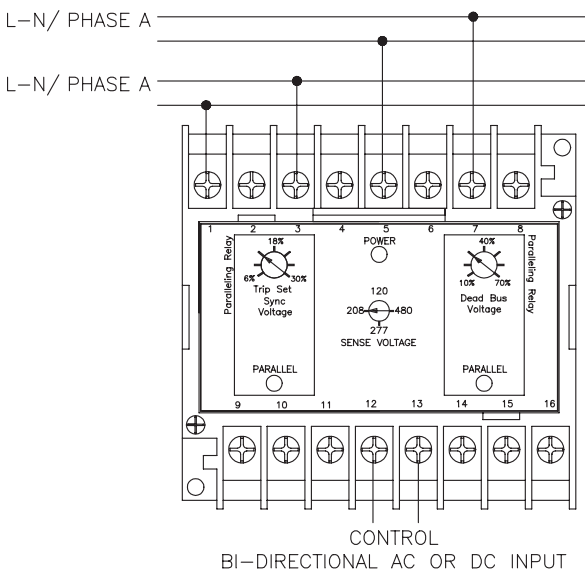 L-N/ PHASE A
L-N/ PHASE A
1 2 3 4 5 6 7 8
Paralleling Relay
18%
6% 30%
Trip Set
Sync
Voltage
PARALLEL
POWER
120
208 480
277
SENSE VOLTAGE
40%
10% 70%
Dead Bus
Voltage
PARALLEL
Paralleling Relay
9 10 11 12 13 14 15 16
CONTROL
BI-DIRECTIONAL AC OR DC INPUT